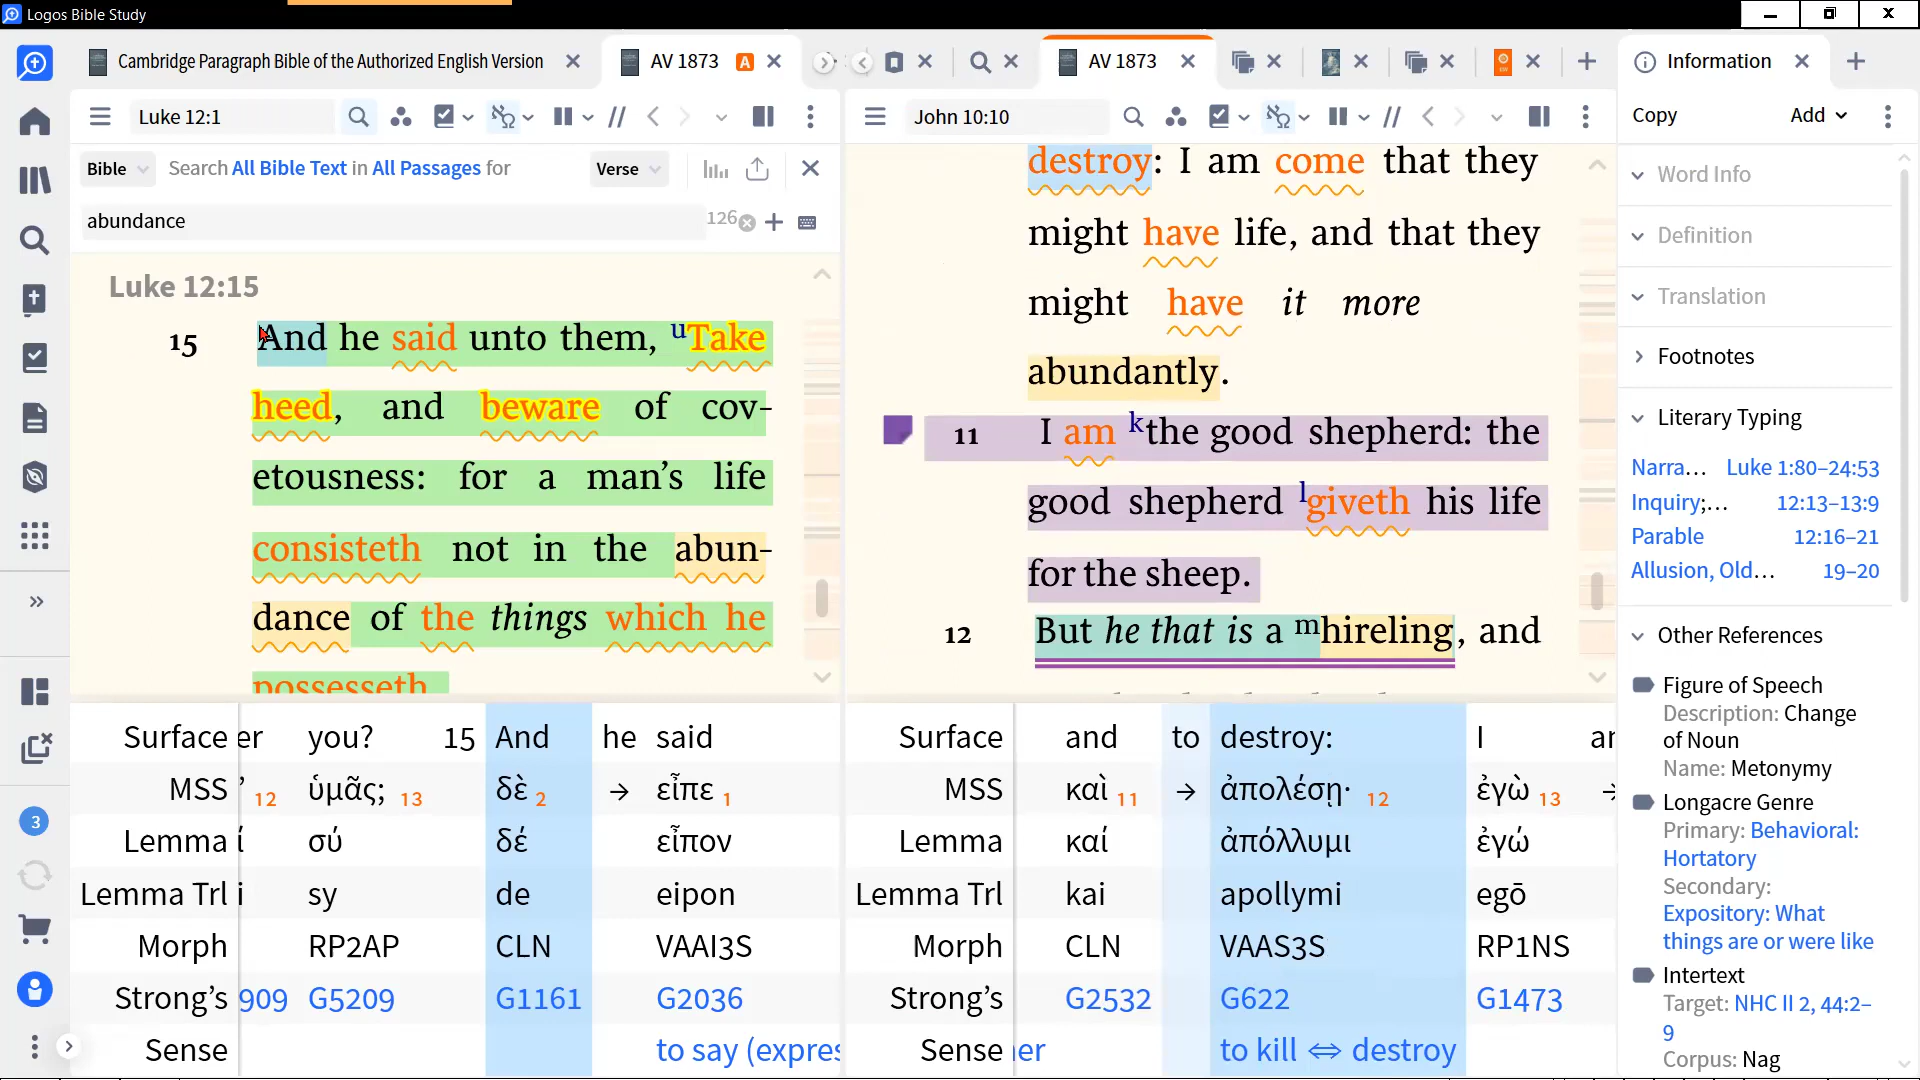 Logos Bible Study
Cambridge Paragraph Bible of the Authorized English Version
AV 1873 A
AV 1873
Information
Luke 12:1
John 10:10
Copy
Add
Bible
Search All Bible Text in All Passages for
Verse
abundance
126
Luke 12:15
15 And he said unto them, uTake
heed, and beware of cov-
etousness: for a man's life
consisteth not in the abun-
dance of the things which he
possesseth.
destroy: I am come that they
might have life, and that they
might have it more
abundantly.
11 I am kthe good shepherd: the
good shepherd lgiveth his life
for the sheep.
12 But he that is a mhireling, and
Surface er you? 15 And he said
MSS ’ 12 ὑμᾶς; 13 δὲ 2 → εἶπε 1
Lemma ί σύ δέ εἶπον
Lemma Trl i sy de eipon
Morph RP2AP CLN VAAI3S
Strong's 909 G5209 G1161 G2036
Sense to say (expres
Surface and to destroy: I ar
MSS καὶ 11 → ἀπολέσῃ· 12 ἐγὼ 13 →
Lemma καί ἀπόλλυμι ἐγώ
Lemma Trl kai apollymi egō
Morph CLN VAAS3S RP1NS
Strong's G2532 G622 G1473
Sense er to kill ⇔ destroy
Word Info
Definition
Translation
Footnotes
Literary Typing
Narra… Luke 1:80–24:53
Inquiry;… 12:13–13:9
Parable 12:16–21
Allusion, Old… 19–20
Other References
Figure of Speech
Description: Change
of Noun
Name: Metonymy
Longacre Genre
Primary: Behavioral:
Hortatory
Secondary:
Expository: What
things are or were like
Intertext
Target: NHC II 2, 44:2–
9
Corpus: Nag
3